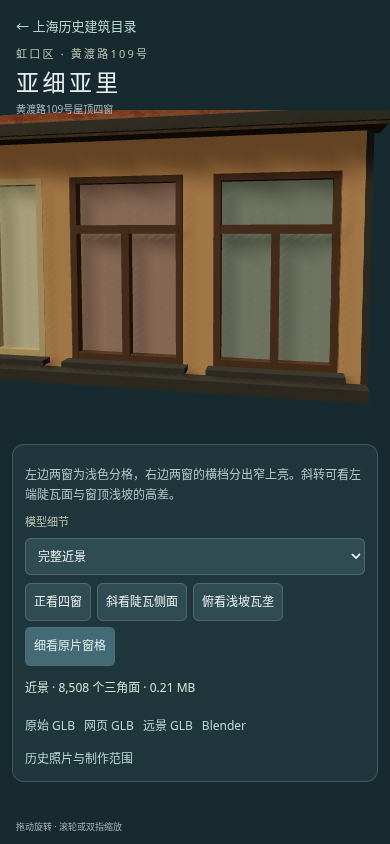 ← 上海历史建筑目录
虹口区 · 黄渡路109号
亚细亚里
黄渡路109号屋顶四窗
左边两窗为浅色分格，右边两窗的横档分出窄上亮。斜转可看左
端陡瓦面与窗顶浅坡的高差。
模型细节
完整近景
正看四窗 斜看陡瓦侧面 俯看浅坡瓦垄
细看原片窗格
近景 · 8,508 个三角面 · 0.21 MB
原始 GLB 网页 GLB 远景 GLB Blender
历史照片与制作范围
拖动旋转 · 滚轮或双指缩放